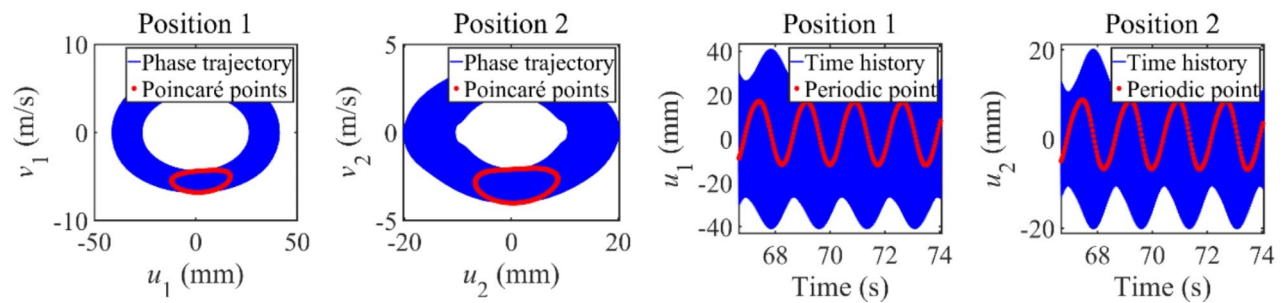 Position 1
10
0
-10
v1 (m/s)
Phase trajectory
Poincaré points
-50
0
50
u1 (mm)
Position 2
5
0
-5
v2 (m/s)
Phase trajectory
Poincaré points
-20
0
20
u2 (mm)
Position 1
40
20
0
-20
-40
u1 (mm)
Time history
Periodic point
68
70
72
74
Time (s)
Position 2
20
0
-20
u2 (mm)
Time history
Periodic point
68
70
72
74
Time (s)